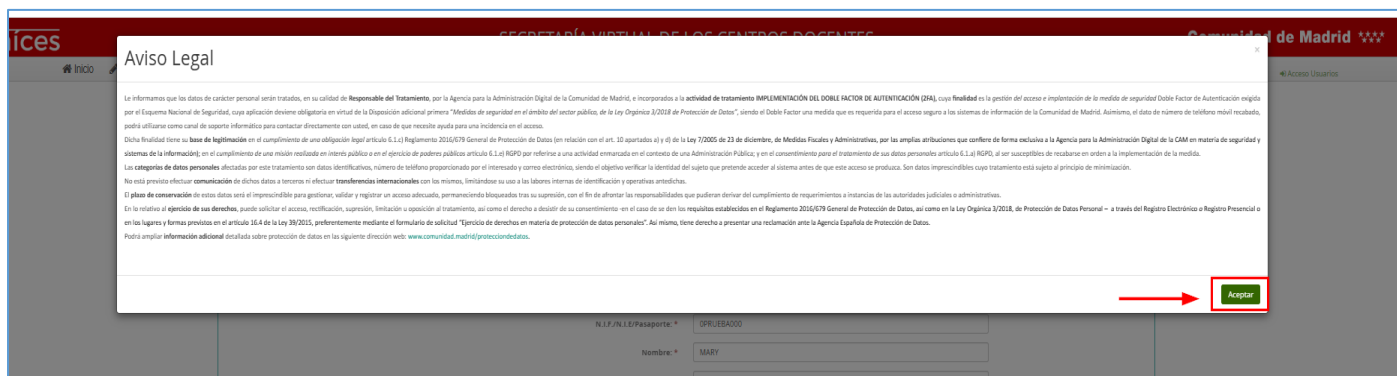 íces
SECRETARÍA VIRTUAL DE LOS CENTROS DOCENTES
Comunidad de Madrid
Inicio
Acceso Usuarios
Aviso Legal
×
Le informamos que los datos de carácter personal serán tratados, en su calidad de Responsable del Tratamiento, por la Agencia para la Administración Digital de la Comunidad de Madrid, e incorporados a la actividad de tratamiento IMPLEMENTACIÓN DEL DOBLE FACTOR DE AUTENTICACIÓN (2FA), cuya finalidad es la gestión del acceso e implantación de la medida de seguridad Doble Factor de Autenticación exigida
por el Esquema Nacional de Seguridad, cuya aplicación deviene obligatoria en virtud de la Disposición adicional primera "Medidas de seguridad en el ámbito del sector público, de la Ley Orgánica 3/2018 de Protección de Datos", siendo el Doble Factor una medida que es requerida para el acceso seguro a los sistemas de información de la Comunidad de Madrid. Asimismo, el dato de número de teléfono móvil recabado,
podrá utilizarse como canal de soporte informático para contactar directamente con usted, en caso de que necesite ayuda para una incidencia en el acceso.
Dicha finalidad tiene su base de legitimación en el cumplimiento de una obligación legal artículo 6.1.c) Reglamento 2016/679 General de Protección de Datos (en relación con el art. 10 apartados a) y d) de la Ley 7/2005 de 23 de diciembre, de Medidas Fiscales y Administrativas, por las amplias atribuciones que confiere de forma exclusiva a la Agencia para la Administración Digital de la CAM en materia de seguridad y
sistemas de la información); en el cumplimiento de una misión realizada en interés público o en el ejercicio de poderes públicos artículo 6.1.e) RGPD por referirse a una actividad enmarcada en el contexto de una Administración Pública; y en el consentimiento para el tratamiento de sus datos personales artículo 6.1.a) RGPD, al ser susceptibles de recabarse en orden a la implementación de la medida.
Las categorías de datos personales afectadas por este tratamiento son datos identificativos, número de teléfono proporcionado por el interesado y correo electrónico, siendo el objetivo verificar la identidad del sujeto que pretende acceder al sistema antes de que este acceso se produzca. Son datos imprescindibles cuyo tratamiento está sujeto al principio de minimización.
No está previsto efectuar comunicación de dichos datos a terceros ni efectuar transferencias internacionales con los mismos, limitándose su uso a las labores internas de identificación y operativas antedichas.
El plazo de conservación de estos datos será el imprescindible para gestionar, validar y registrar un acceso adecuado, permaneciendo bloqueados tras su supresión, con el fin de afrontar las responsabilidades que pudieran derivar del cumplimiento de requerimientos a instancias de las autoridades judiciales o administrativas.
En lo relativo al ejercicio de sus derechos, puede solicitar el acceso, rectificación, supresión, limitación u oposición al tratamiento, así como el derecho a desistir de su consentimiento -en el caso de se den los requisitos establecidos en el Reglamento 2016/679 General de Protección de Datos, así como en la Ley Orgánica 3/2018, de Protección de Datos Personal – a través del Registro Electrónico o Registro Presencial o
en los lugares y formas previstos en el artículo 16.4 de la Ley 39/2015, preferentemente mediante el formulario de solicitud "Ejercicio de derechos en materia de protección de datos personales". Así mismo, tiene derecho a presentar una reclamación ante la Agencia Española de Protección de Datos.
Podrá ampliar información adicional detallada sobre protección de datos en las siguiente dirección web: www.comunidad.madrid/protecciondedatos.
Aceptar
N.I.F./N.I.E/Pasaporte: * 0PRUEBA000
Nombre: * MARY